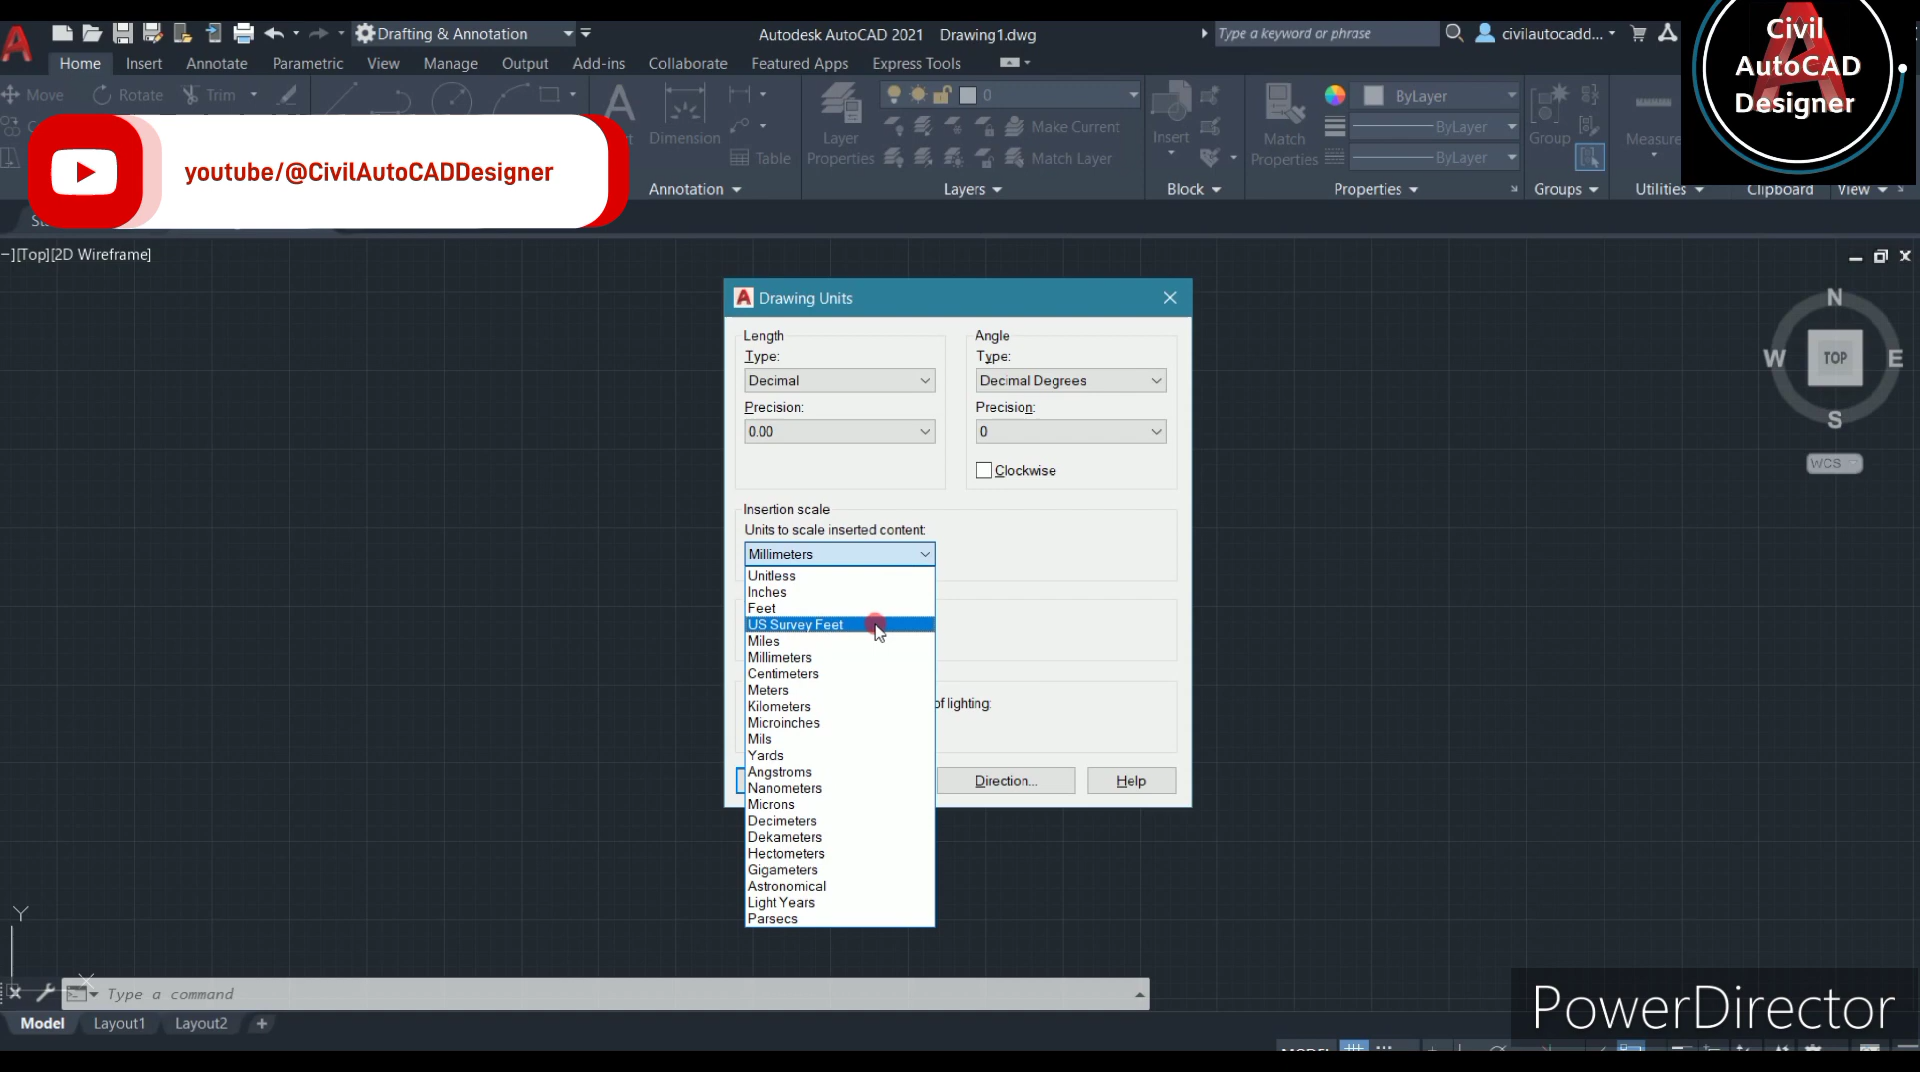 Drafting & Annotation
Autodesk AutoCAD 2021 Drawing1.dwg
Type a keyword or phrase
civilautocadd...
Home Insert Annotate Parametric View Manage Output Add-ins Collaborate Featured Apps Express Tools
Move Rotate Trim
0
ByLayer
Dimension
Table
Layer
Properties
Make Current
Match Layer
Insert
Match
Properties
ByLayer
ByLayer
Group
Measure
Annotation Layers Block Properties Groups Utilities Clipboard View
Civil
AutoCAD
Designer
youtube/@CivilAutoCADDesigner
[Top][2D Wireframe]
Drawing Units
Length
Type:
Decimal
Precision:
0.00
Angle
Type:
Decimal Degrees
Precision:
0
Clockwise
Insertion scale
Units to scale inserted content:
Millimeters
Unitless
Inches
Feet
US Survey Feet
Miles
Millimeters
Centimeters
Meters
Kilometers
Microinches
Mils
Yards
Angstroms
Nanometers
Microns
Decimeters
Dekameters
Hectometers
Gigameters
Astronomical
Light Years
Parsecs
of lighting:
Direction...
Help
N
W
TOP
E
S
WCS
Y
X
Type a command
Model Layout1 Layout2
MODEL
PowerDirector